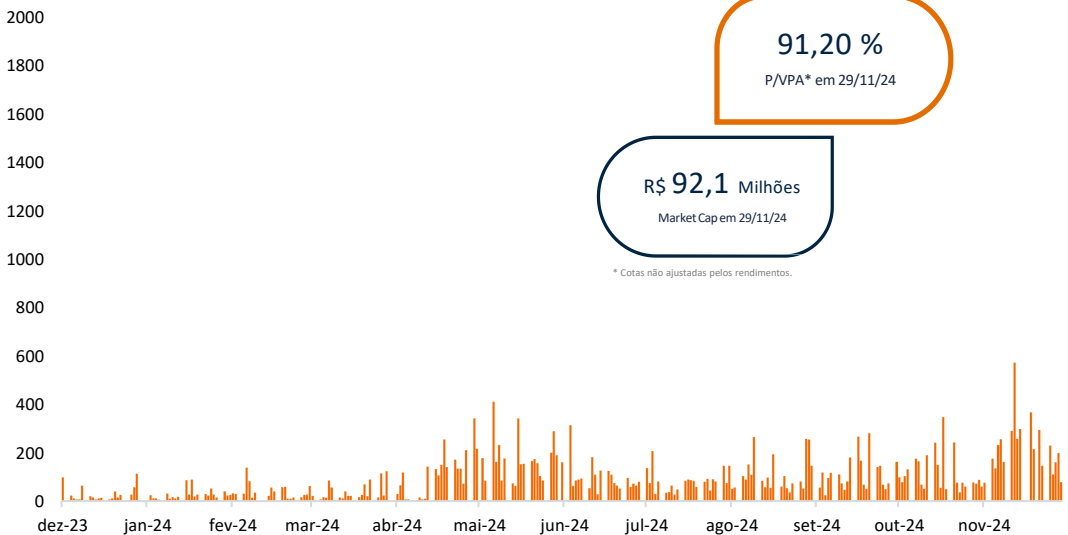 2000
1800
1600
1400
1200
1000
800
600
400
200
0
91,20 %
P/VPA* em 29/11/24
R$ 92,1 Milhões
Market Cap em 29/11/24
* Cotas não ajustadas pelos rendimentos.
dez-23 jan-24 fev-24 mar-24 abr-24 mai-24 jun-24 jul-24 ago-24 set-24 out-24 nov-24